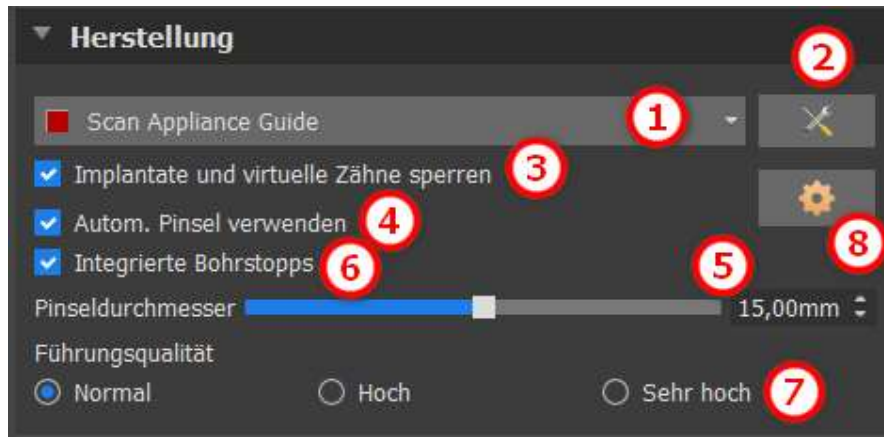 Herstellung
2
Scan Appliance Guide 1
Implantate und virtuelle Zähne sperren 3
Autom. Pinsel verwenden 4
8
Integrierte Bohrstopps 6
5
Pinseldurchmesser 15,00mm
Führungsqualität
Normal Hoch Sehr hoch 7